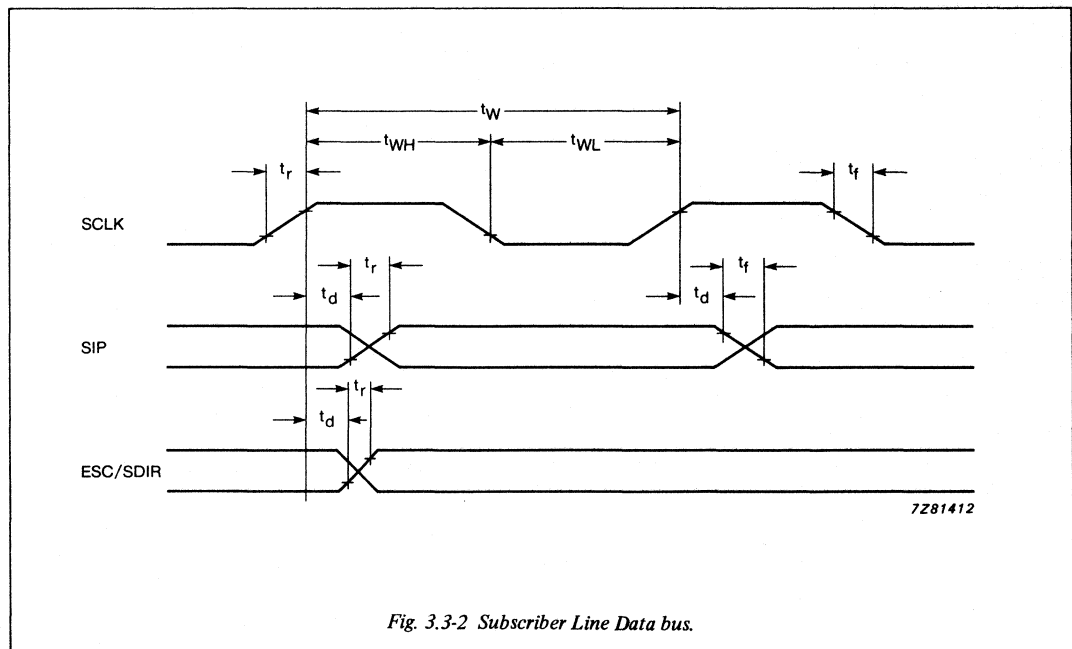 tW
tWH
tWL
tr
tf
SCLK
tr
tf
td
td
SIP
tr
td
ESC/SDIR
7Z81412
Fig. 3.3-2 Subscriber Line Data bus.